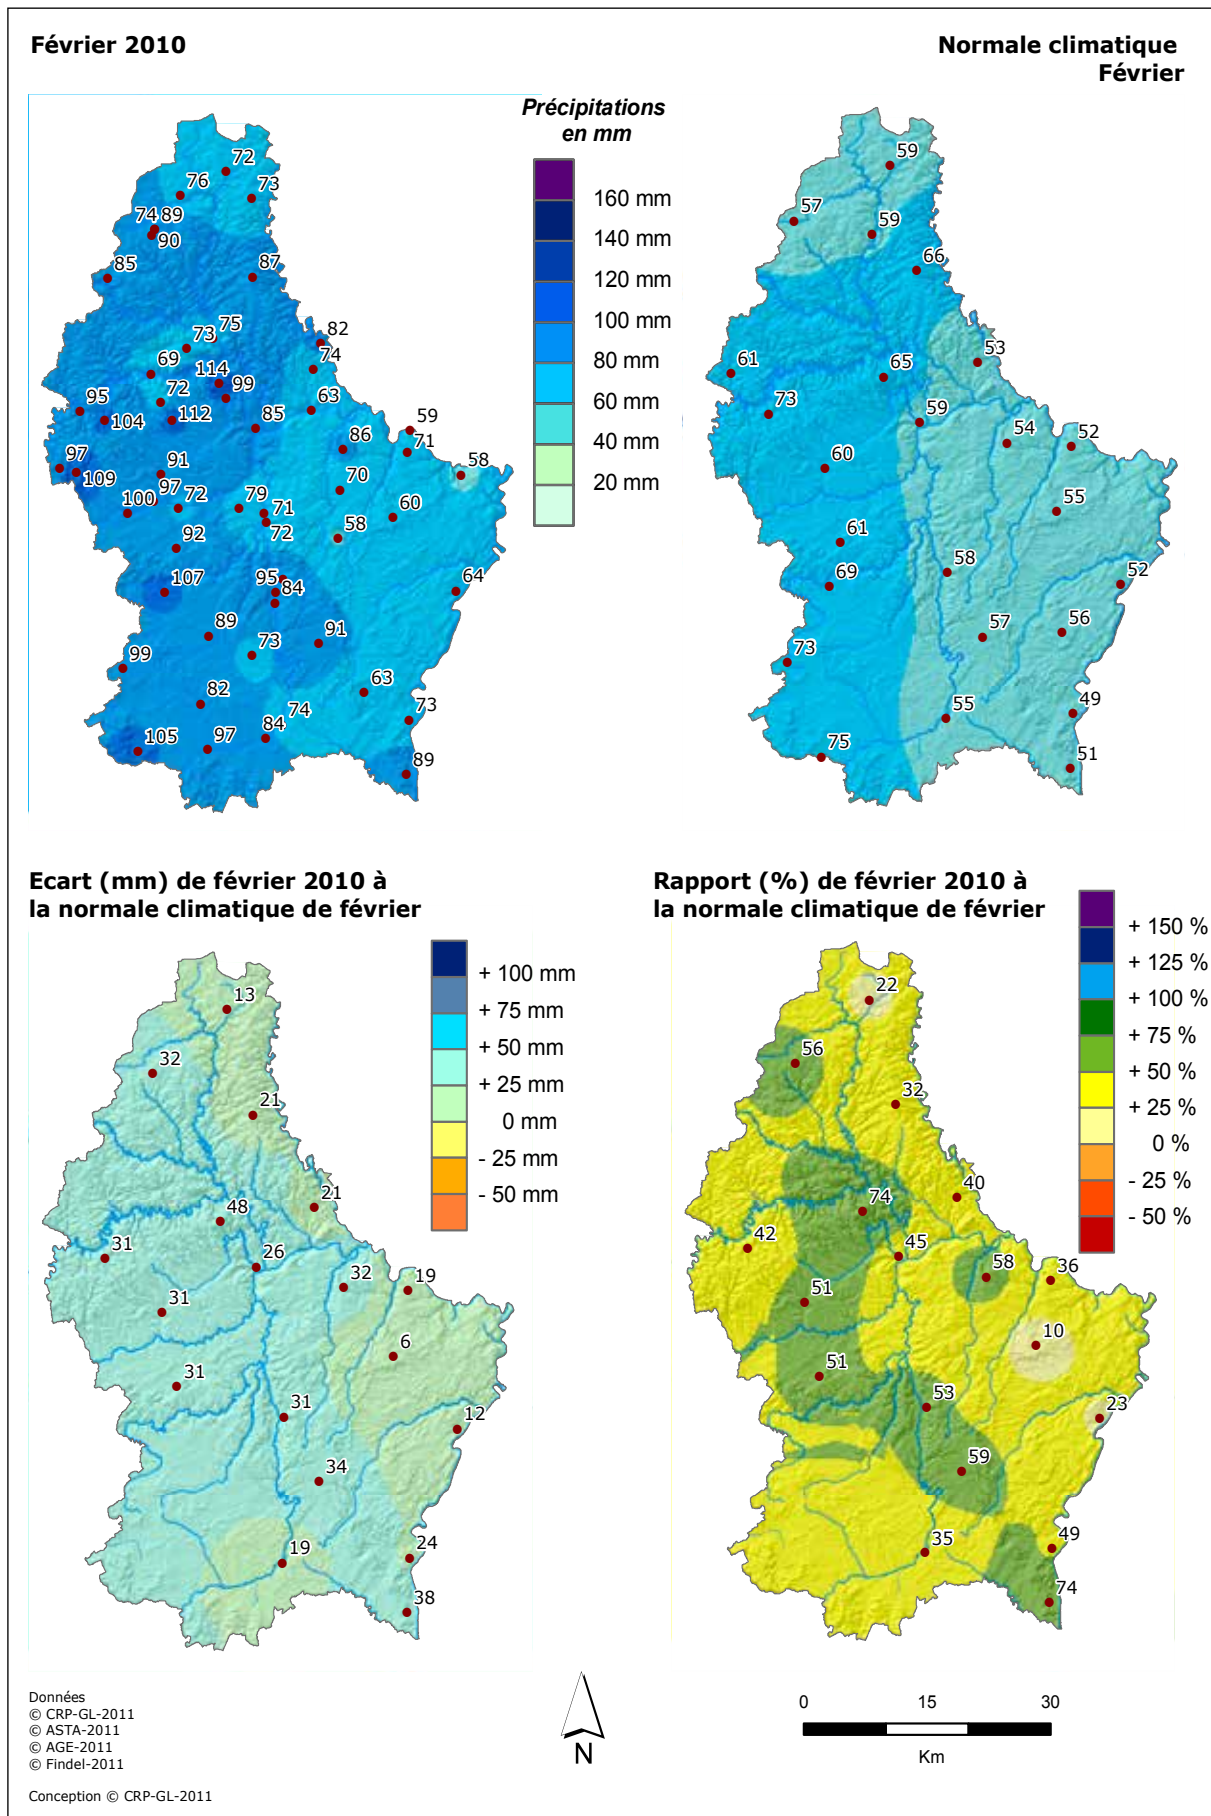 Février 2010
Normale climatique
Février
Précipitations
en mm
160 mm
140 mm
120 mm
100 mm
80 mm
60 mm
40 mm
20 mm
72
76
73
74 89
90
85
87
75
73
82
74
69
114
99
72
63
95
104
112
85
59
86
71
97
109
91
58
70
97
100
72
79
71
60
72
58
92
107
95
84
64
89
91
73
99
63
82
74
73
105
97
84
89
59
57
59
66
53
61
65
73
59
54
52
60
55
61
58
69
52
57
56
73
55
49
75
51
Ecart (mm) de février 2010 à
la normale climatique de février
+ 100 mm
+ 75 mm
+ 50 mm
+ 25 mm
0 mm
- 25 mm
- 50 mm
13
32
21
21
48
31
26
32
19
31
6
31
31
12
34
19
24
38
Rapport (%) de février 2010 à
la normale climatique de février
+ 150 %
+ 125 %
+ 100 %
+ 75 %
+ 50 %
+ 25 %
0 %
- 25 %
- 50 %
22
56
32
40
74
42
45
58
36
51
10
51
53
23
59
35
49
74
Données
© CRP-GL-2011
© ASTA-2011
© AGE-2011
© Findel-2011
Conception © CRP-GL-2011
N
0 15 30
Km